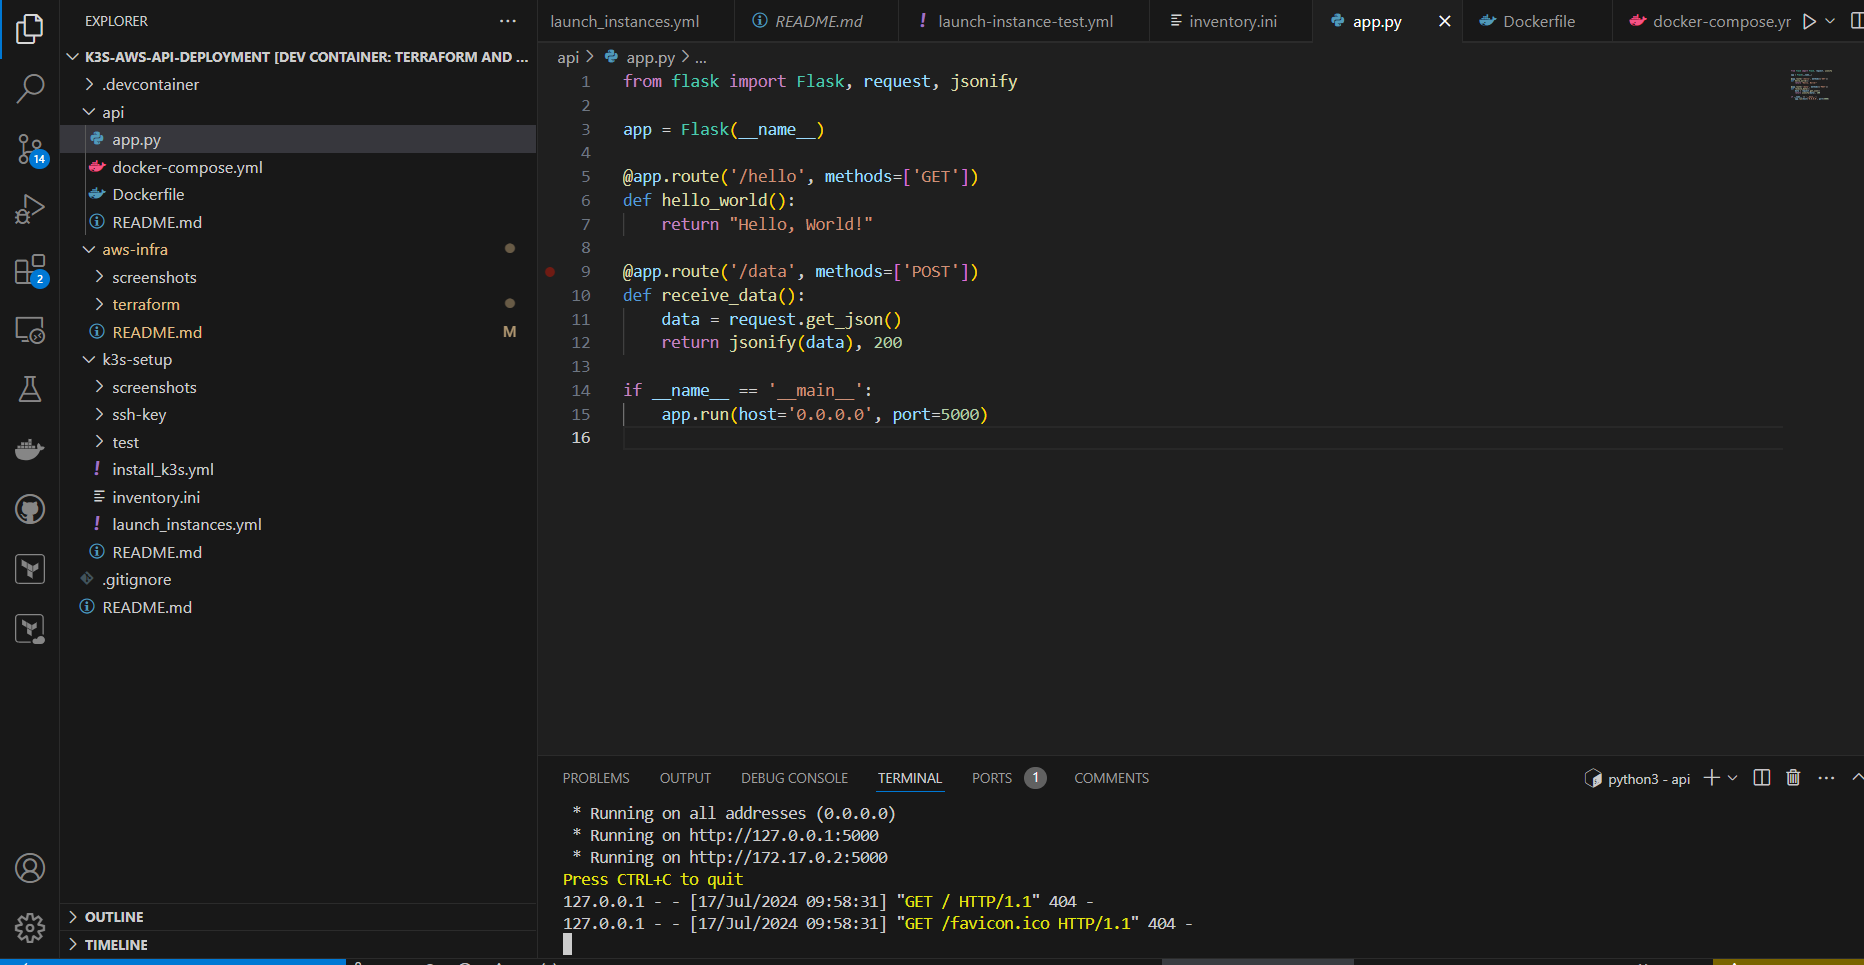 EXPLORER
K3S-AWS-API-DEPLOYMENT [DEV CONTAINER: TERRAFORM AND ...
.devcontainer
api
app.py
docker-compose.yml
Dockerfile
README.md
aws-infra
screenshots
terraform
README.md M
k3s-setup
screenshots
ssh-key
test
! install_k3s.yml
inventory.ini
! launch_instances.yml
README.md
.gitignore
README.md
OUTLINE
TIMELINE
14
2
launch_instances.yml README.md ! launch-instance-test.yml inventory.ini app.py Dockerfile docker-compose.yr
api > app.py > ...
1 from flask import Flask, request, jsonify
2
3 app = Flask(__name__)
4
5 @app.route('/hello', methods=['GET'])
6 def hello_world():
7 return "Hello, World!"
8
9 @app.route('/data', methods=['POST'])
10 def receive_data():
11 data = request.get_json()
12 return jsonify(data), 200
13
14 if __name__ == '__main__':
15 app.run(host='0.0.0.0', port=5000)
16
PROBLEMS OUTPUT DEBUG CONSOLE TERMINAL PORTS 1 COMMENTS
python3 - api
* Running on all addresses (0.0.0.0)
* Running on http://127.0.0.1:5000
* Running on http://172.17.0.2:5000
Press CTRL+C to quit
127.0.0.1 - - [17/Jul/2024 09:58:31] "GET / HTTP/1.1" 404 -
127.0.0.1 - - [17/Jul/2024 09:58:31] "GET /favicon.ico HTTP/1.1" 404 -